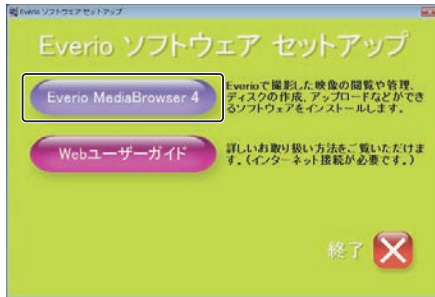 Everio ソフトウェア セットアップ
Everio ソフトウェア セットアップ
Everio MediaBrowser 4
Everioで撮影した映像の閲覧や管理、
ディスクの作成、アップロードなどができ
るソフトウェアをインストールします。
Webユーザーガイド
詳しいお取り扱い方法をご覧いただけま
す。(インターネット接続が必要です。)
終了